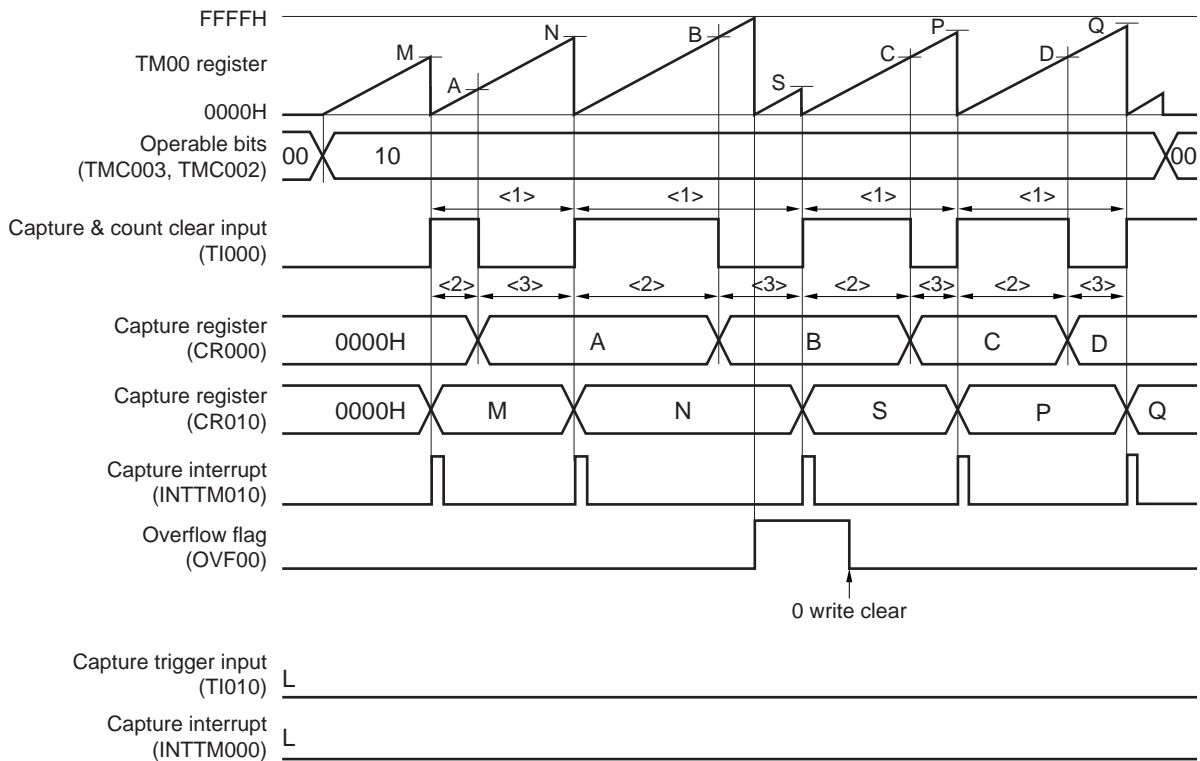 FFFFH
TM00 register
0000H
M
A
N
B
S
C
P
D
Q
Operable bits
(TMC003, TMC002)
00
10
00
<1>
<1>
<1>
<1>
Capture & count clear input
(TI000)
<2>
<3>
<2>
<3>
<2>
<3>
<2>
<3>
Capture register
(CR000)
0000H
A
B
C
D
Capture register
(CR010)
0000H
M
N
S
P
Q
Capture interrupt
(INTTM010)
Overflow flag
(OVF00)
0 write clear
Capture trigger input
(TI010)
L
Capture interrupt
(INTTM000)
L